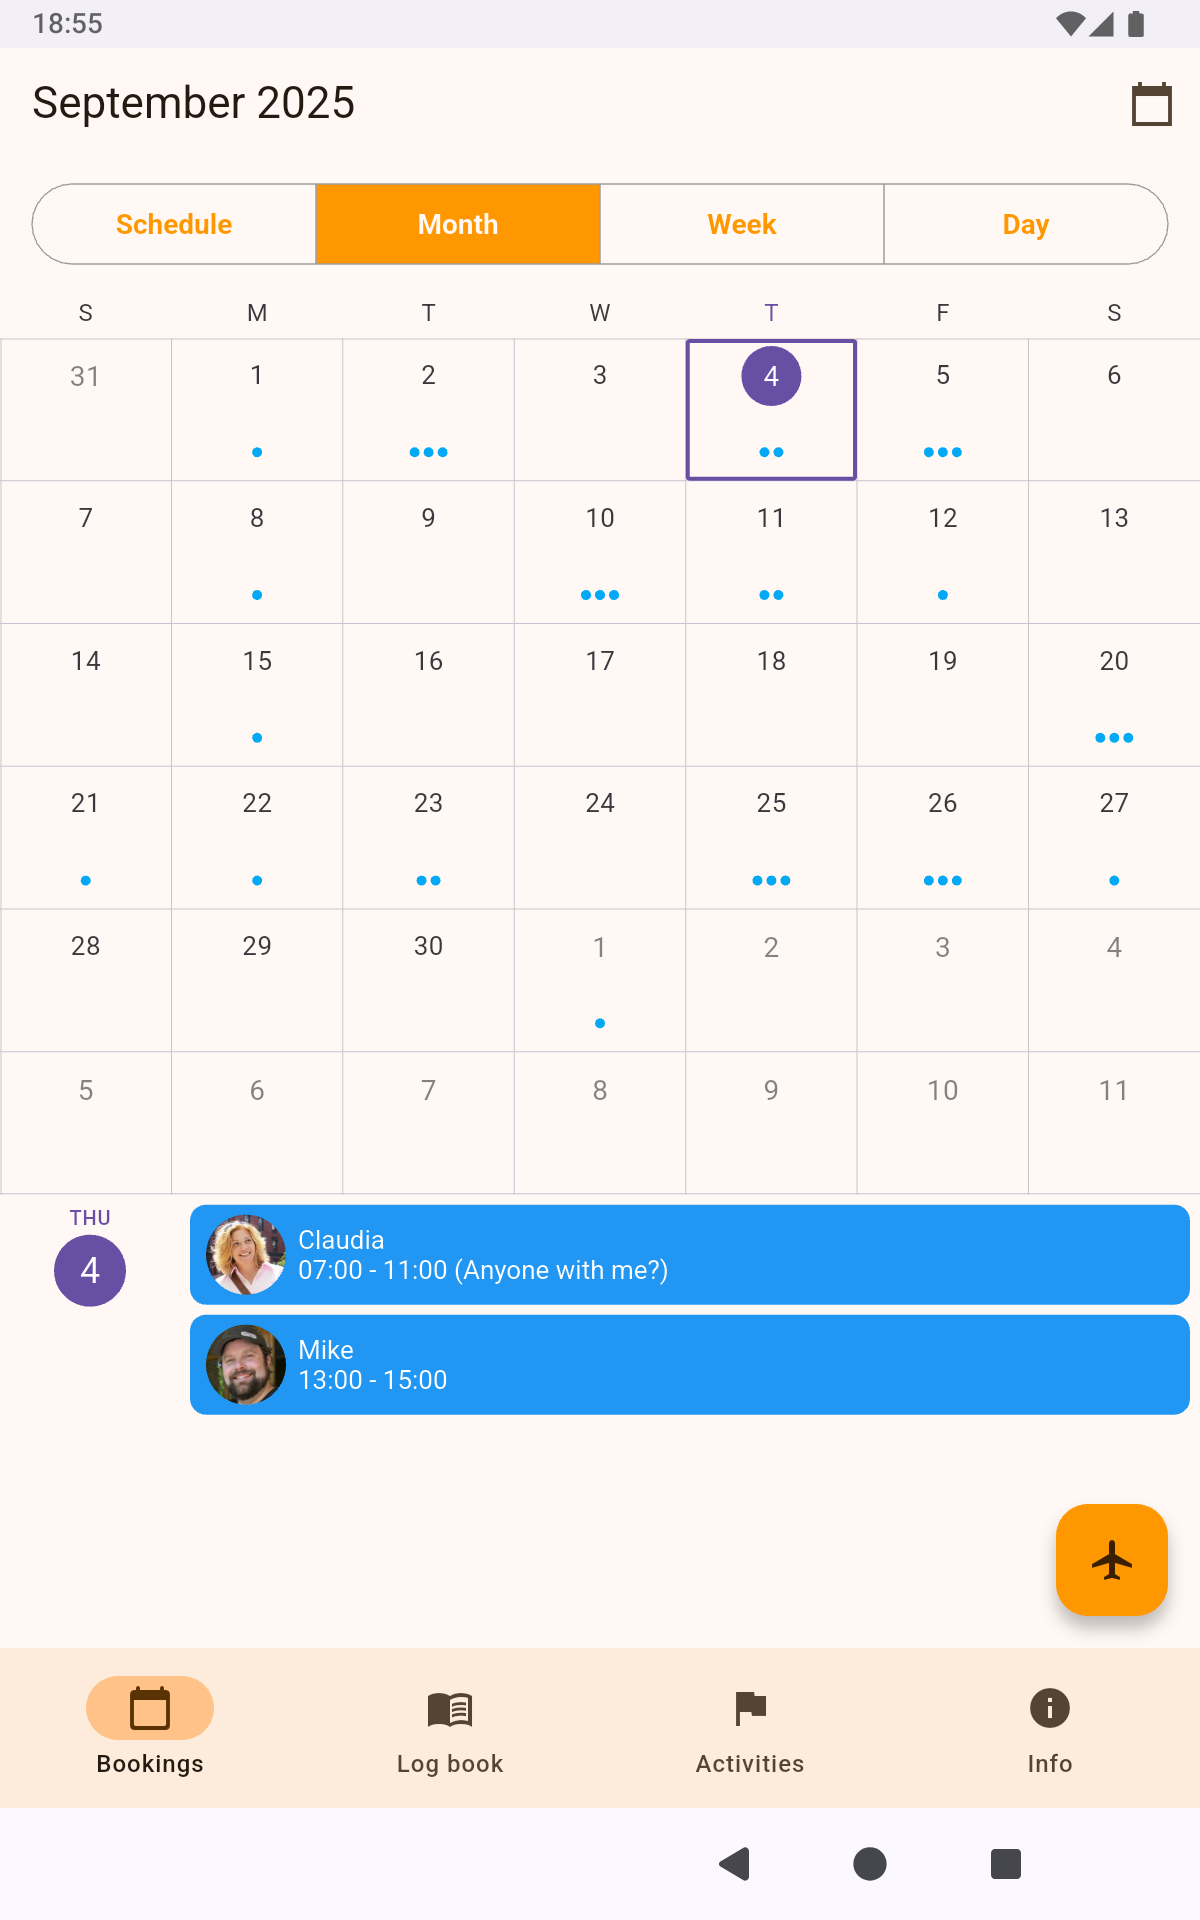 18:55
September 2025
Schedule Month Week Day
S M T W T F S
31 1 2 3 4 5 6
7 8 9 10 11 12 13
14 15 16 17 18 19 20
21 22 23 24 25 26 27
28 29 30 1 2 3 4
5 6 7 8 9 10 11
THU
4
Claudia
07:00 - 11:00 (Anyone with me?)
Mike
13:00 - 15:00
Bookings Log book Activities Info